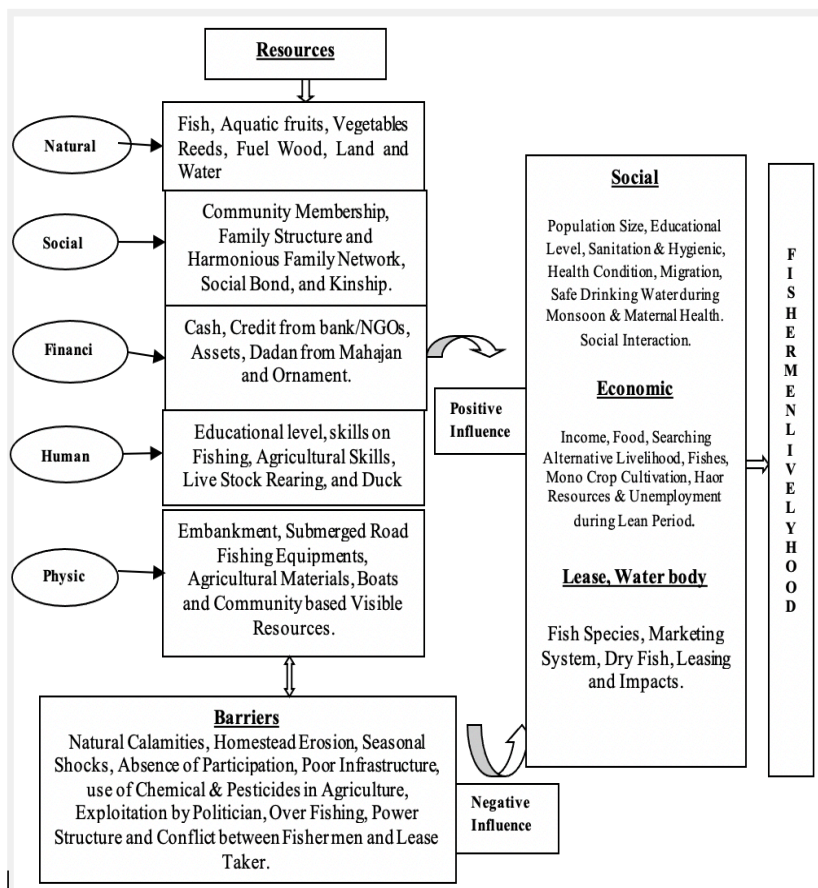 Resources
Natural
Fish, Aquatic fruits, Vegetables
Reeds, Fuel Wood, Land and
Water
Social
Community Membership,
Family Structure and
Harmonious Family Network,
Social Bond, and Kinship.
Financi
Cash, Credit from bank/NGOs,
Assets, Dadan from Mahajan
and Ornament.
Human
Educational level, skills on
Fishing, Agricultural Skills,
Live Stock Rearing, and Duck
Physic
Embankment, Submerged Road
Fishing Equipments,
Agricultural Materials, Boats
and Community based Visible
Resources.
Barriers
Natural Calamities, Homestead Erosion, Seasonal
Shocks, Absence of Participation, Poor Infrastructure,
use of Chemical & Pesticides in Agriculture,
Exploitation by Politician, Over Fishing, Power
Structure and Conflict between Fishermen and Lease
Taker.
Positive
Influence
Negative
Influence
Social
Population Size, Educational
Level, Sanitation & Hygienic,
Health Condition, Migration,
Safe Drinking Water during
Monsoon & Maternal Health.
Social Interaction.
Economic
Income, Food, Searching
Alternative Livelihood, Fishes,
Mono Crop Cultivation, Haor
Resources & Unemployment
during Lean Period.
Lease, Water body
Fish Species, Marketing
System, Dry Fish, Leasing
and Impacts.
FISHERMENLIVELYHOOD